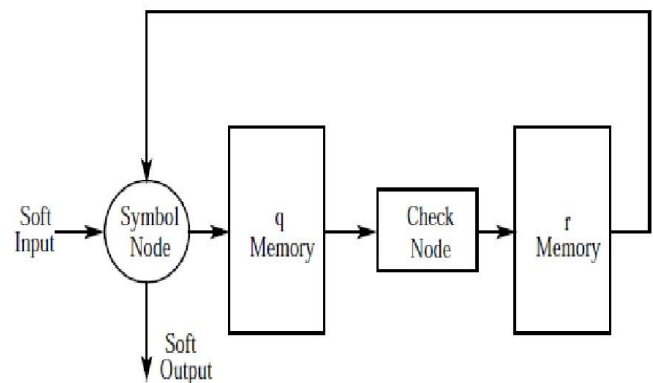 Soft
Input
Symbol
Node
q
Memory
Check
Node
r
Memory
Soft
Output